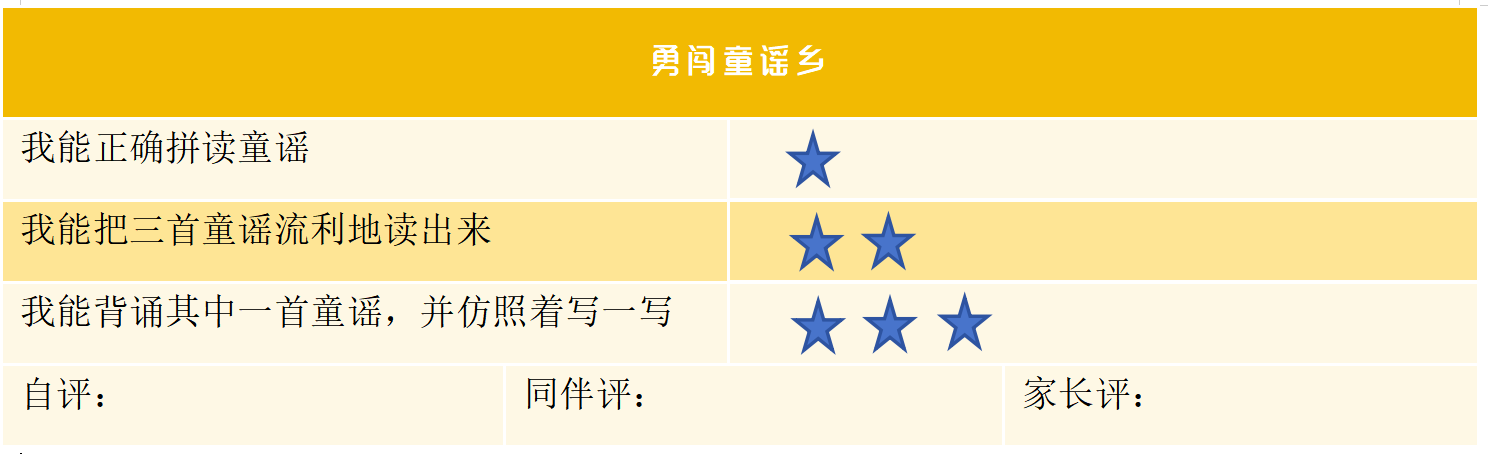 勇闯童谣乡
我能正确拼读童谣
我能把三首童谣流利地读出来
我能背诵其中一首童谣，并仿照着写一写
自评：
同伴评：
家长评：